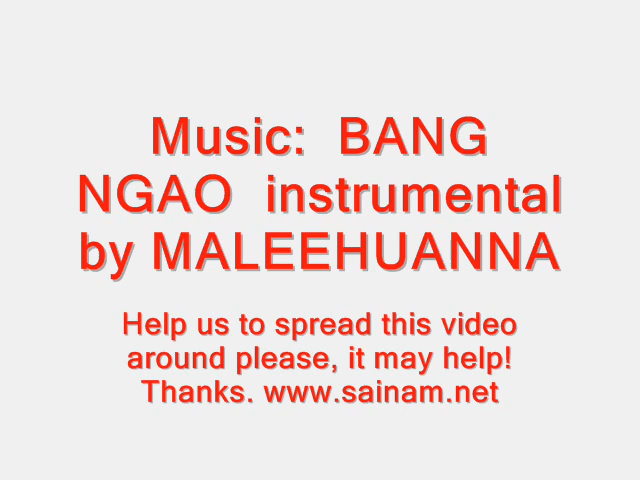 Music: BANG
NGAO instrumental
by MALEEHUANNA
Help us to spread this video
around please, it may help!
Thanks. www.sainam.net